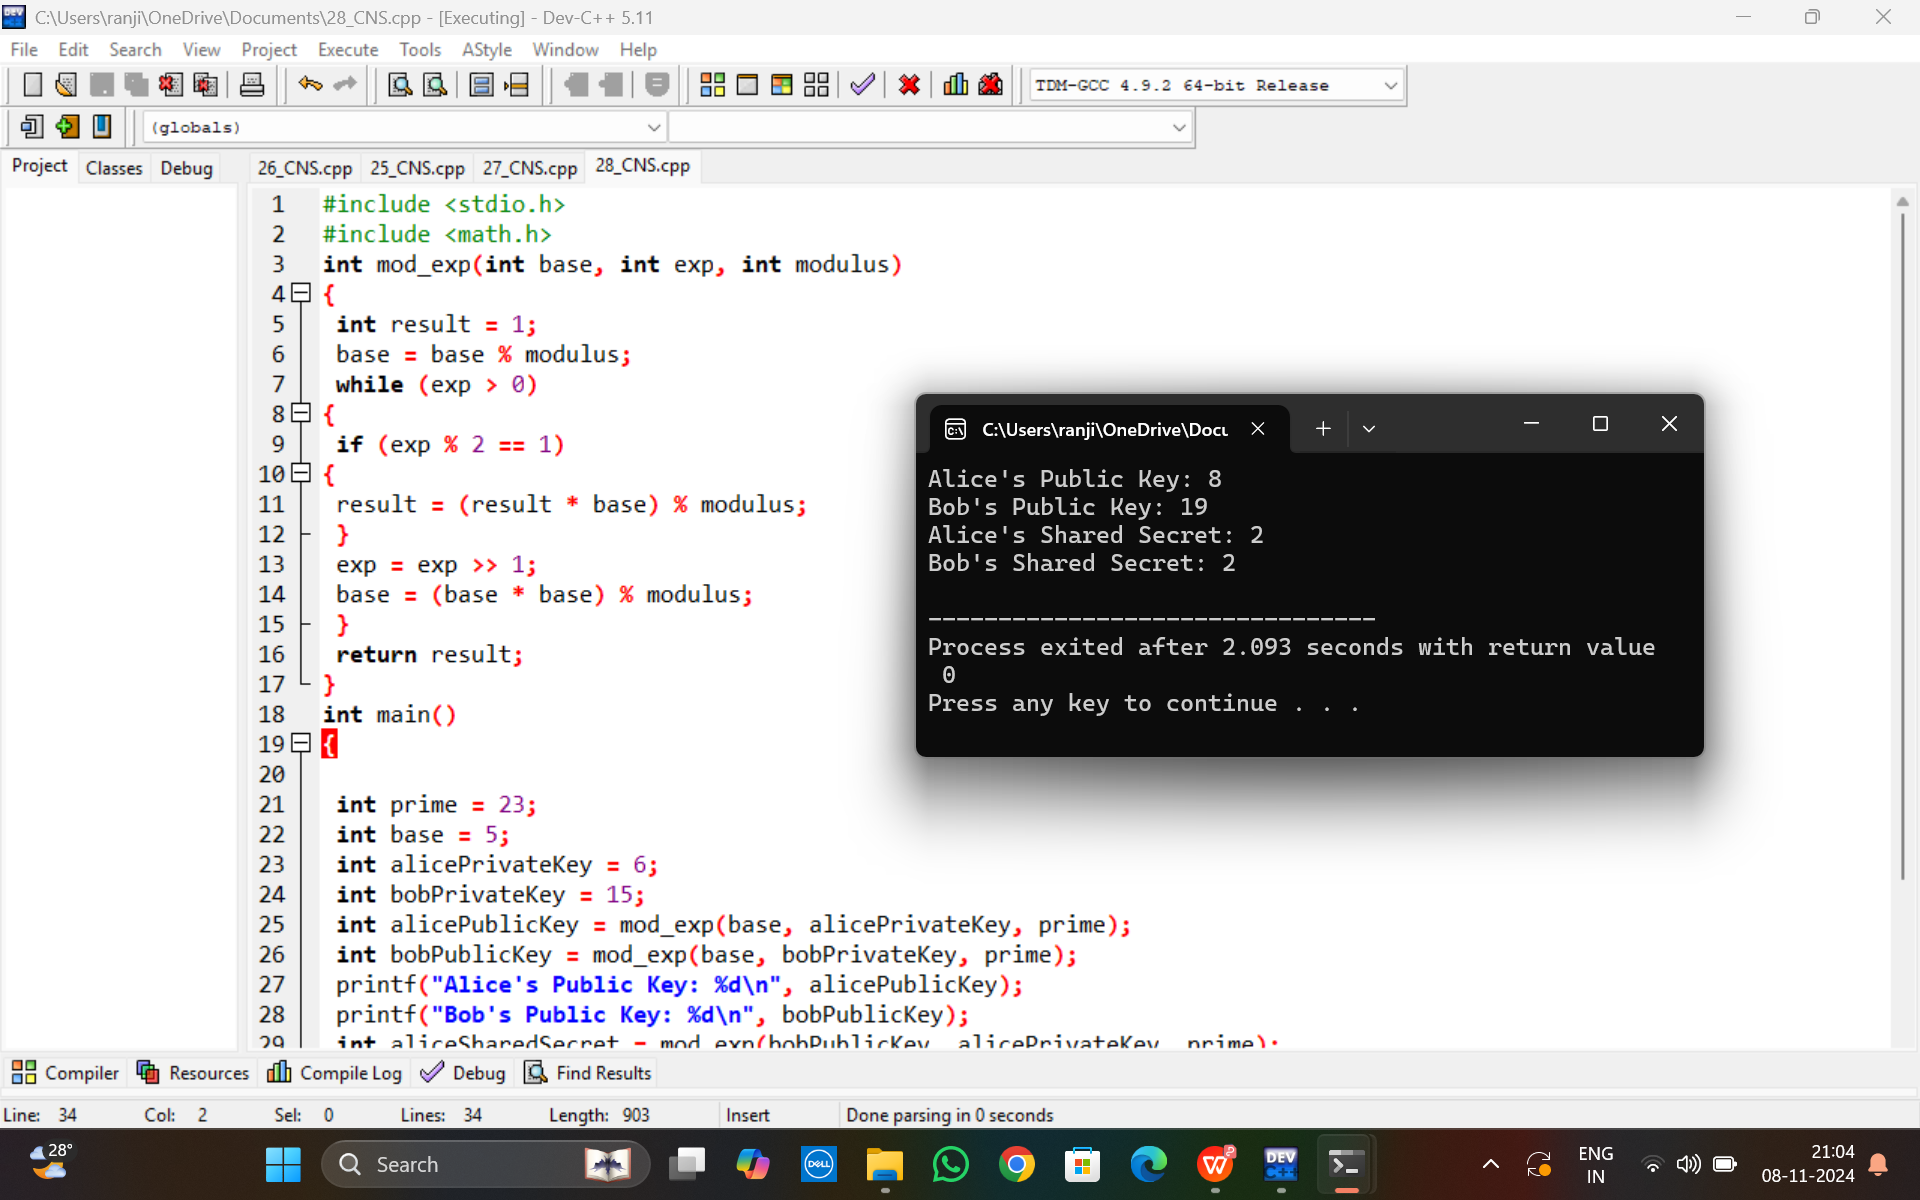 C:\Users\ranji\OneDrive\Documents\28_CNS.cpp - [Executing] - Dev-C++ 5.11
File Edit Search View Project Execute Tools AStyle Window Help
TDM-GCC 4.9.2 64-bit Release
(globals)
Project Classes Debug 26_CNS.cpp 25_CNS.cpp 27_CNS.cpp 28_CNS.cpp
1 #include <stdio.h>
2 #include <math.h>
3 int mod_exp(int base, int exp, int modulus)
4 {
5 int result = 1;
6 base = base % modulus;
7 while (exp > 0)
8 {
9 if (exp % 2 == 1)
10 {
11 result = (result * base) % modulus;
12 }
13 exp = exp >> 1;
14 base = (base * base) % modulus;
15 }
16 return result;
17 }
18 int main()
19 {
20
21 int prime = 23;
22 int base = 5;
23 int alicePrivateKey = 6;
24 int bobPrivateKey = 15;
25 int alicePublicKey = mod_exp(base, alicePrivateKey, prime);
26 int bobPublicKey = mod_exp(base, bobPrivateKey, prime);
27 printf("Alice's Public Key: %d\n", alicePublicKey);
28 printf("Bob's Public Key: %d\n", bobPublicKey);
29 int aliceSharedSecret = mod_exp(bobPublicKey, alicePrivateKey, prime);
C:\Users\ranji\OneDrive\Docu
Alice's Public Key: 8
Bob's Public Key: 19
Alice's Shared Secret: 2
Bob's Shared Secret: 2
--------------------------------
Process exited after 2.093 seconds with return value
0
Press any key to continue . . .
Compiler Resources Compile Log Debug Find Results
Line: 34 Col: 2 Sel: 0 Lines: 34 Length: 903 Insert Done parsing in 0 seconds
28°
Search
DELL
DEV C++
ENG
IN
21:04
08-11-2024